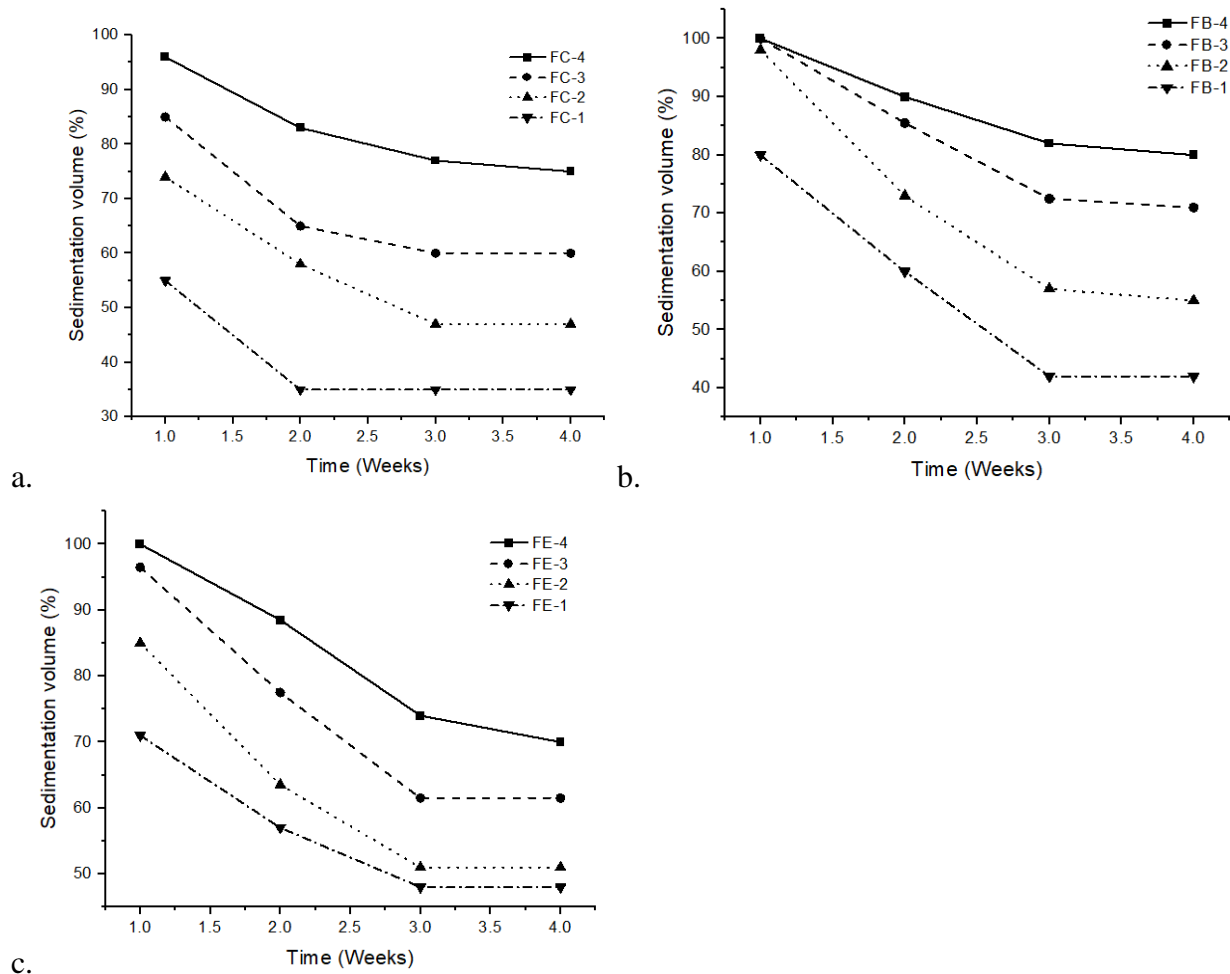 100
90
80
70
60
50
40
30
Sedimentation volume (%)
FC-4
FC-3
FC-2
FC-1
1.0 1.5 2.0 2.5 3.0 3.5 4.0
Time (Weeks)
a.
100
90
80
70
60
50
40
Sedimentation volume (%)
FB-4
FB-3
FB-2
FB-1
1.0 1.5 2.0 2.5 3.0 3.5 4.0
Time (Weeks)
b.
100
90
80
70
60
50
Sedimentation volume (%)
FE-4
FE-3
FE-2
FE-1
1.0 1.5 2.0 2.5 3.0 3.5 4.0
Time (Weeks)
c.